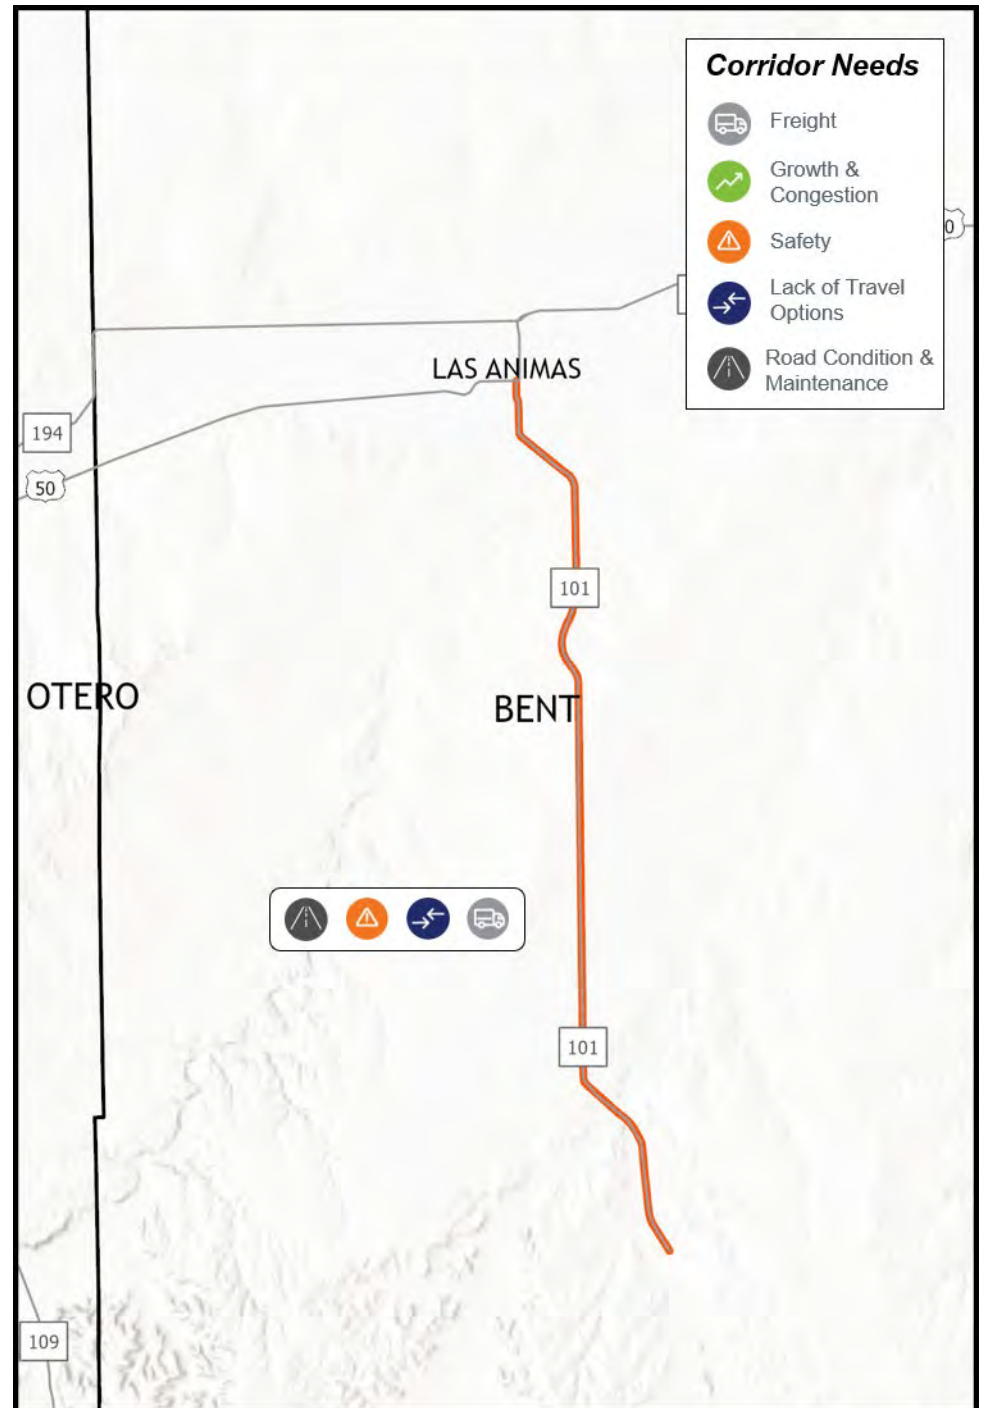 Corridor Needs
Freight
Growth &
Congestion
Safety
Lack of Travel
Options
Road Condition &
Maintenance
0
LAS ANIMAS
194
50
101
OTERO
BENT
101
109